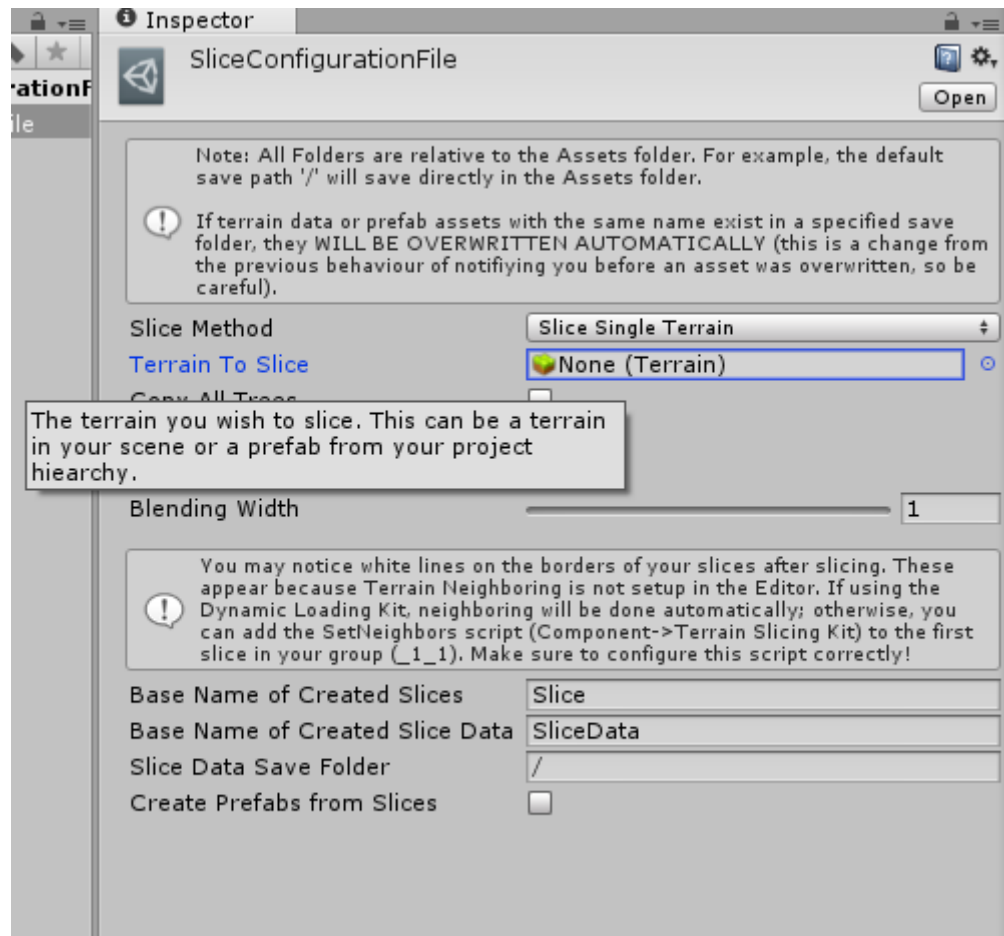 Inspector
rationF
ile
SliceConfigurationFile
Open
Note: All Folders are relative to the Assets folder. For example, the default
save path '/' will save directly in the Assets folder.
If terrain data or prefab assets with the same name exist in a specified save
folder, they WILL BE OVERWRITTEN AUTOMATICALLY (this is a change from
the previous behaviour of notifiying you before an asset was overwritten, so be
careful).
Slice Method Slice Single Terrain
Terrain To Slice None (Terrain)
Copy All Trees
The terrain you wish to slice. This can be a terrain
in your scene or a prefab from your project
hiearchy.
Blending Width 1
You may notice white lines on the borders of your slices after slicing. These
appear because Terrain Neighboring is not setup in the Editor. If using the
Dynamic Loading Kit, neighboring will be done automatically; otherwise, you
can add the SetNeighbors script (Component->Terrain Slicing Kit) to the first
slice in your group (_1_1). Make sure to configure this script correctly!
Base Name of Created Slices Slice
Base Name of Created Slice Data SliceData
Slice Data Save Folder /
Create Prefabs from Slices